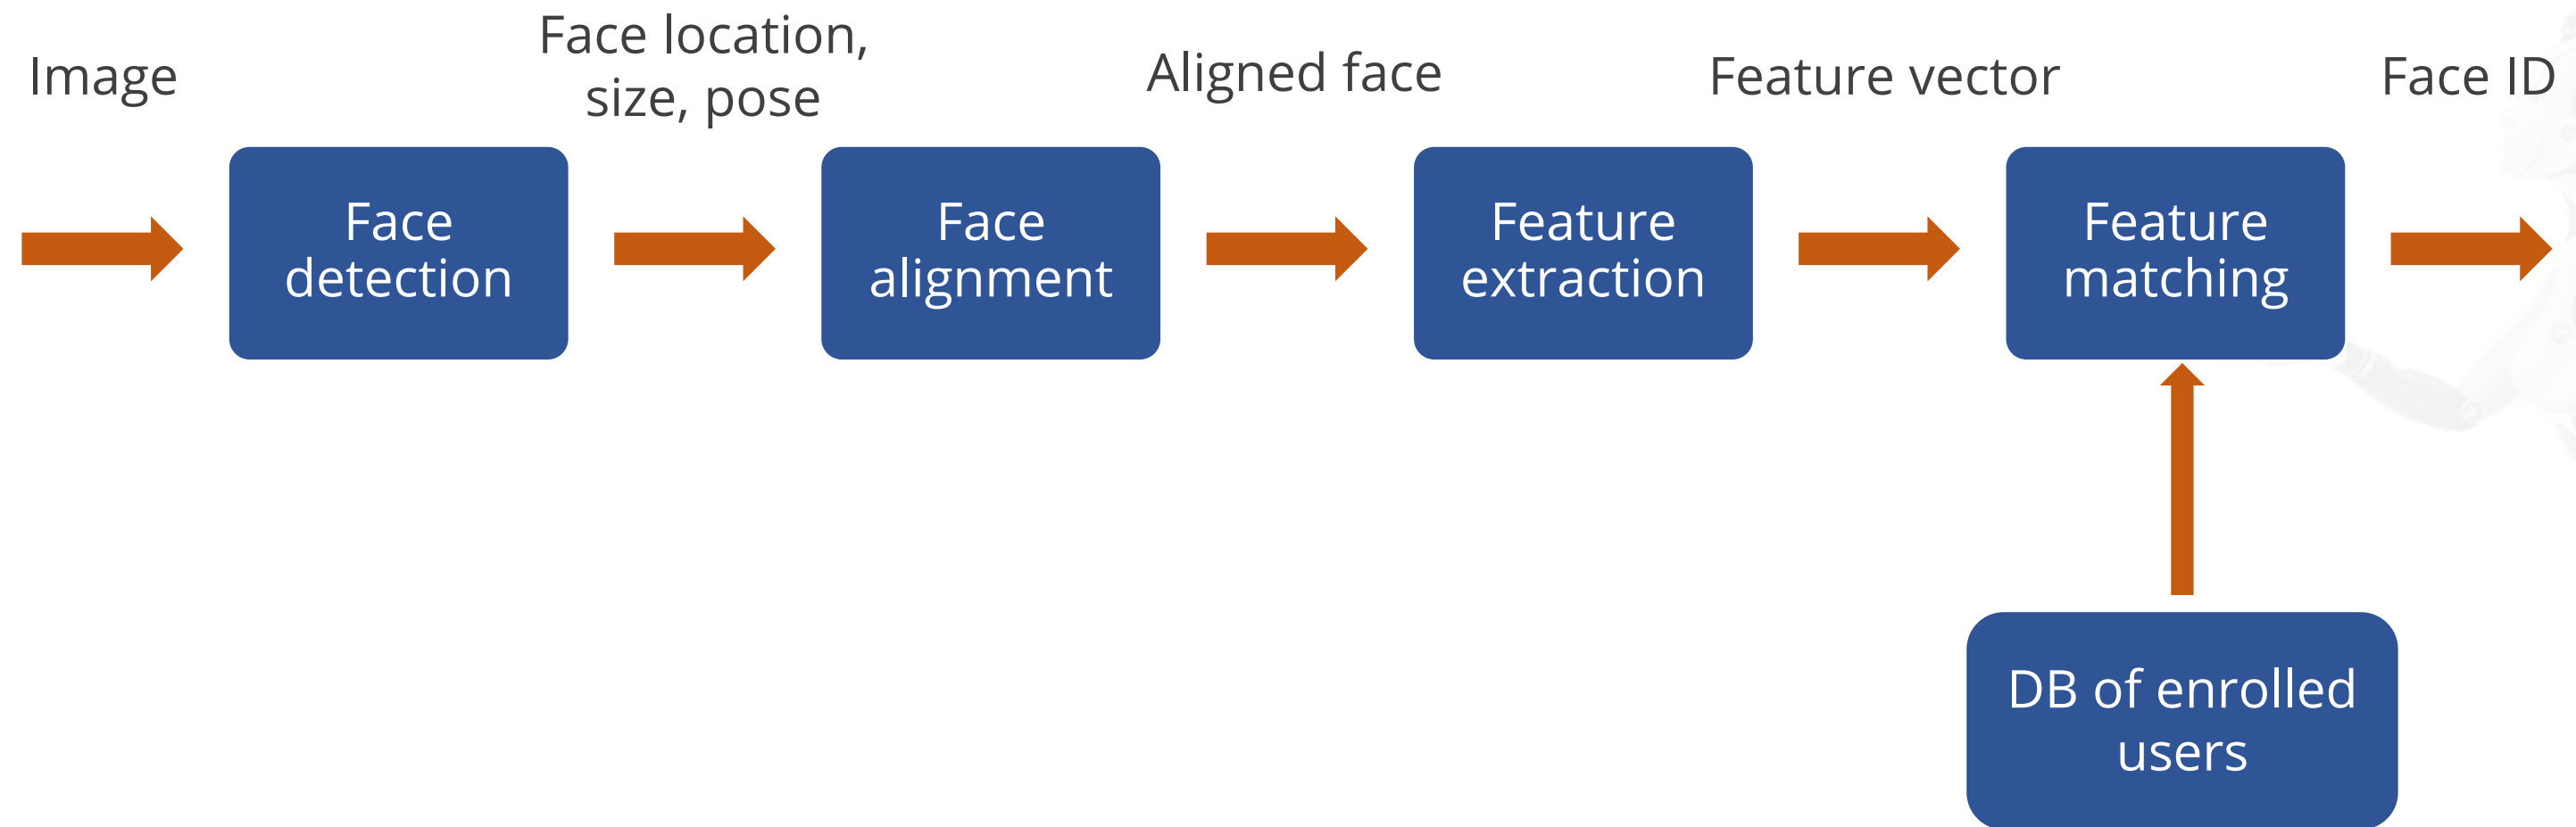 Image
Face location,
size, pose
Aligned face
Feature vector
Face ID
Face
detection
Face
alignment
Feature
extraction
Feature
matching
DB of enrolled
users